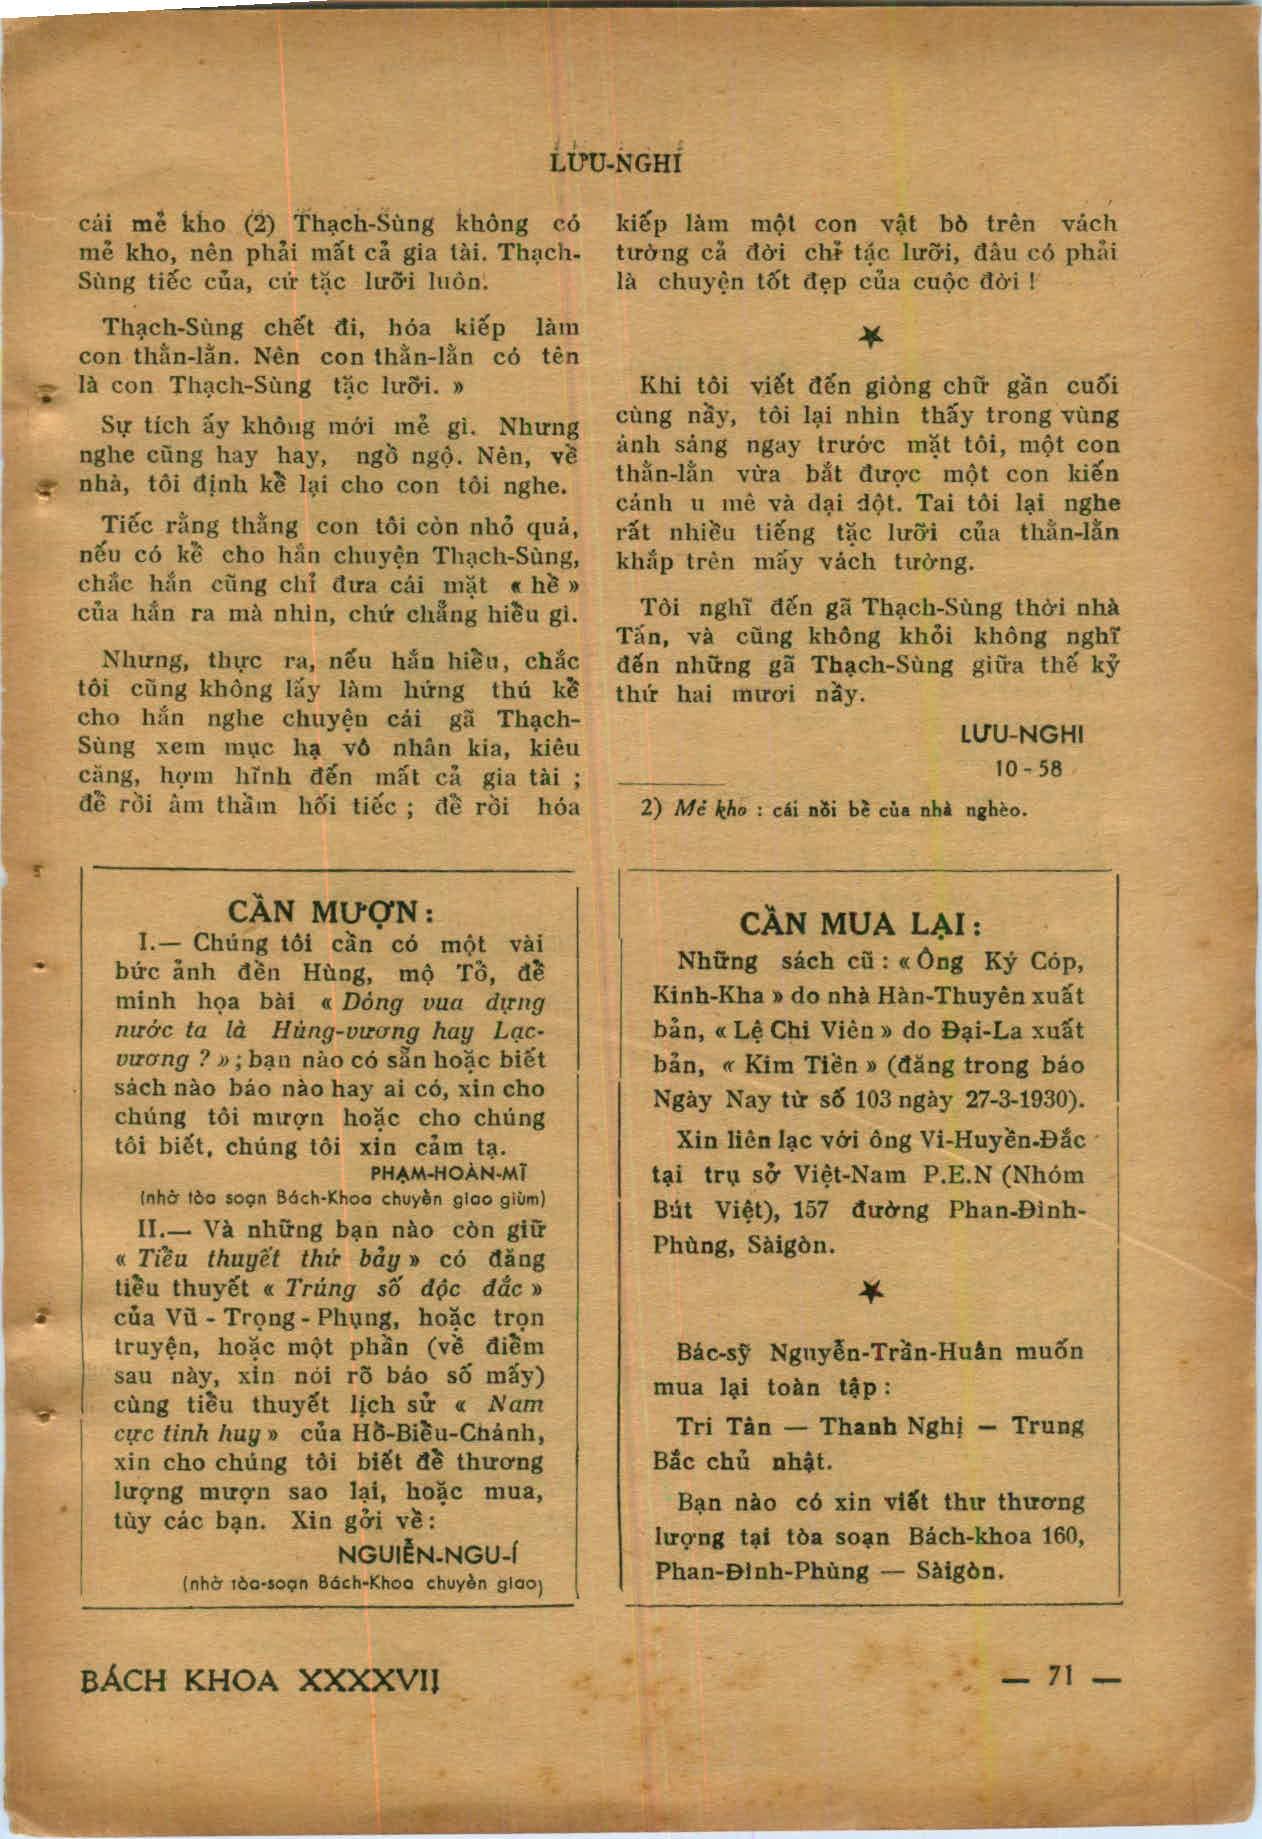 LƯU-NGHI
cái mẻ kho (2) Thạch-Sùng không có
mẻ kho, nên phải mất cả gia tài. Thạch-
Sùng tiếc của, cứ tặc lưỡi luôn.
Thạch-Sùng chết đi, hóa kiếp làm
con thằn-lằn. Nên con thằn-lằn có tên
là con Thạch-Sùng tặc lưỡi. »
Sự tích ấy không mới mẻ gì. Nhưng
nghe cũng hay hay, ngồ ngộ. Nên, về
nhà, tôi định kể lại cho con tôi nghe.
Tiếc rằng thằng con tôi còn nhỏ quá,
nếu có kể cho hắn chuyện Thạch-Sùng,
chắc hắn cũng chỉ đưa cái mặt « hề »
của hắn ra mà nhìn, chứ chẳng hiểu gì.
Nhưng, thực ra, nếu hắn hiểu, chắc
tôi cũng không lấy làm hứng thú kể
cho hắn nghe chuyện cái gã Thạch-
Sùng xem mục hạ vô nhân kia, kiêu
căng, hợm hĩnh đến mất cả gia tài ;
để rồi âm thầm hối tiếc ; để rồi hóa
kiếp làm một con vật bò trên vách
tường cả đời chỉ tặc lưỡi, đâu có phải
là chuyện tốt đẹp của cuộc đời !
Khi tôi viết đến giòng chữ gần cuối
cùng nầy, tôi lại nhìn thấy trong vùng
ánh sáng ngay trước mặt tôi, một con
thằn-lằn vừa bắt được một con kiến
cánh u mê và dại dột. Tai tôi lại nghe
rất nhiều tiếng tặc lưỡi của thằn-lằn
khắp trên mấy vách tường.
Tôi nghĩ đến gã Thạch-Sùng thời nhà
Tấn, và cũng không khỏi không nghĩ
đến những gã Thạch-Sùng giữa thế kỷ
thứ hai mươi nầy.
LƯU-NGHI
10-58
2) Mẻ kho : cái nồi bể của nhà nghèo.
CẦN MƯỢN:
I.— Chúng tôi cần có một vài
bức ảnh đền Hùng, mộ Tổ, để
minh họa bài « Dòng vua dựng
nước ta là Hùng-vương hay Lạc-
vương ? » ; bạn nào có sẵn hoặc biết
sách nào báo nào hay ai có, xin cho
chúng tôi mượn hoặc cho chúng
tôi biết, chúng tôi xin cảm tạ.
PHẠM-HOÀN-MĨ
(nhờ tòa soạn Bách-Khoa chuyển giao giùm)
II.— Và những bạn nào còn giữ
« Tiểu thuyết thứ bảy » có đăng
tiểu thuyết « Trúng số độc đắc »
của Vũ - Trọng - Phụng, hoặc trọn
truyện, hoặc một phần (về điểm
sau này, xin nói rõ báo số mấy)
cùng tiểu thuyết lịch sử « Nam
cực tinh huy » của Hồ-Biểu-Chánh,
xin cho chúng tôi biết để thương
lượng mượn sao lại, hoặc mua,
tùy các bạn. Xin gởi về :
NGUIỄN-NGU-Í
(nhờ tòa-soạn Bách-Khoa chuyển giao)
CẦN MUA LẠI:
Những sách cũ : « Ông Ký Cóp,
Kinh-Kha » do nhà Hàn-Thuyên xuất
bản, « Lệ Chi Viên » do Đại-La xuất
bản, « Kim Tiền » (đăng trong báo
Ngày Nay từ số 103 ngày 27-3-1930).
Xin liên lạc với ông Vi-Huyền-Đắc
tại trụ sở Việt-Nam P.E.N (Nhóm
Bút Việt), 157 đường Phan-Đình-
Phùng, Sàigòn.
Bác-sỹ Nguyễn-Trần-Huân muốn
mua lại toàn tập :
Tri Tân — Thanh Nghị — Trung
Bắc chủ nhật.
Bạn nào có xin viết thư thương
lượng tại tòa soạn Bách-khoa 160,
Phan-Đình-Phùng — Sàigòn.
BÁCH KHOA XXXXVII
— 71 —